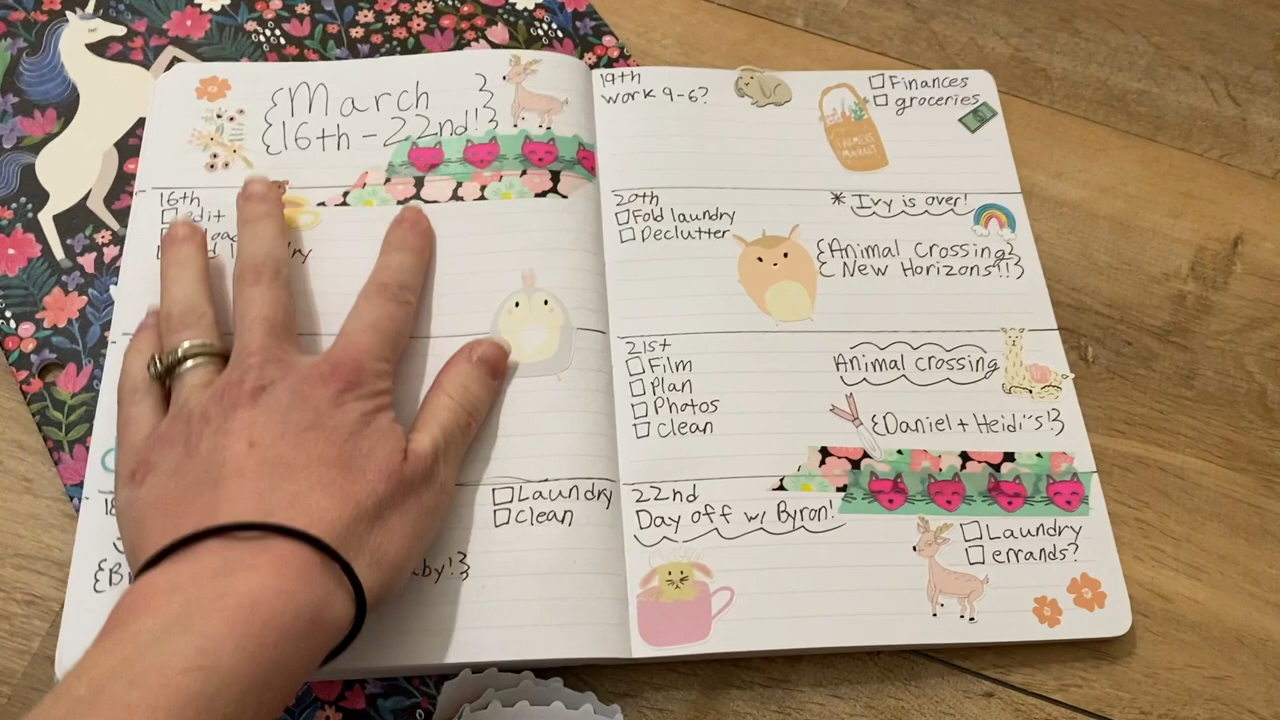 {March }
{16th - 22nd!}
16th
edit
Laundry
clean
19th
work 9-6?
FARMERS
MARKET
Finances
groceries
20th
Fold laundry
Declutter
* Ivy is over!
{Animal Crossing}
{ New Horizons!!}
21st
Film
Plan
Photos
clean
Animal crossing
{Daniel + Heidi's!}
22nd
Day off w/ Byron!
Laundry
errands?